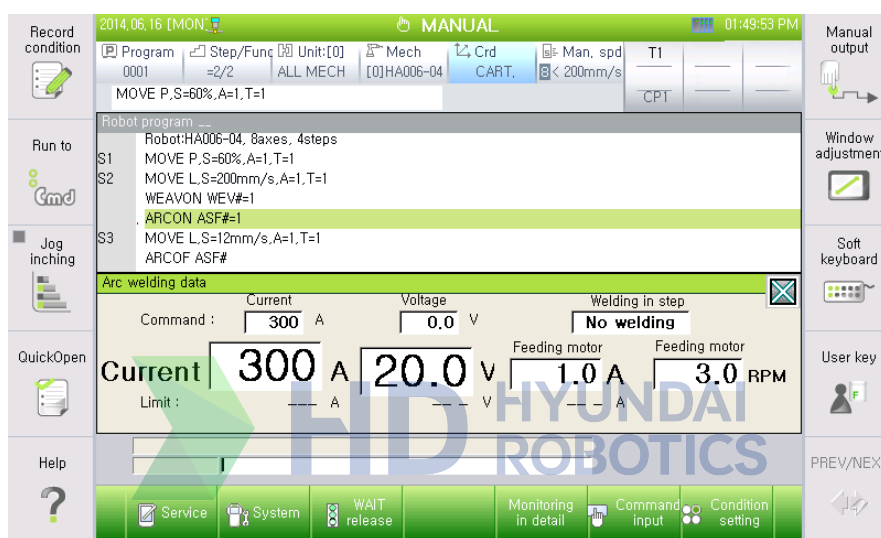 Record condition
2014,06,16 [MON]
MANUAL
01:49:53 PM
Manual output
Program
Step/Func
Unit:[0]
Mech
Crd
Man, spd
T1
0001
=2/2
ALL MECH
[0]HA006-04
CART,
8< 200mm/s
MOVE P,S=60%,A=1,T=1
CP1
Robot program __
Robot:HA006-04, 8axes, 4steps
S1 MOVE P,S=60%,A=1,T=1
S2 MOVE L,S=200mm/s,A=1,T=1
WEAVON WEV#=1
ARCON ASF#=1
S3 MOVE L,S=12mm/s,A=1,T=1
ARCOF ASF#
Run to
Cmd
Window adjustmen
Jog inching
Soft keyboard
Arc welding data
Current
Voltage
Welding in step
Command :
300 A
0.0 V
No welding
Feeding motor
Feeding motor
Current
300 A
20.0 V
1.0 A
3.0 RPM
Limit :
--- A
--- V
--- A
QuickOpen
User key
F
HD HYUNDAI ROBOTICS
Help
?
PREV/NEX
Service
System
WAIT release
Monitoring in detail
Command input
Condition setting